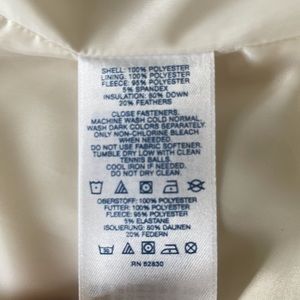 SHELL: 100% POLYESTER
LINING: 100% POLYESTER
FLEECE: 95% POLYESTER
5% SPANDEX
INSULATION: 80% DOWN
20% FEATHERS
CLOSE FASTENERS.
MACHINE WASH COLD NORMAL.
WASH DARK COLORS SEPARATELY.
ONLY NON-CHLORINE BLEACH
WHEN NEEDED.
DO NOT USE FABRIC SOFTENER.
TUMBLE DRY LOW WITH CLEAN
TENNIS BALLS.
COOL IRON IF NEEDED.
DO NOT DRY CLEAN.
OBERSTOFF: 100% POLYESTER
FUTTER: 100% POLYESTER
FLEECE: 95% POLYESTER
5% ELASTANE
ISOLIERUNG: 80% DAUNEN
20% FEDERN
RN 62830